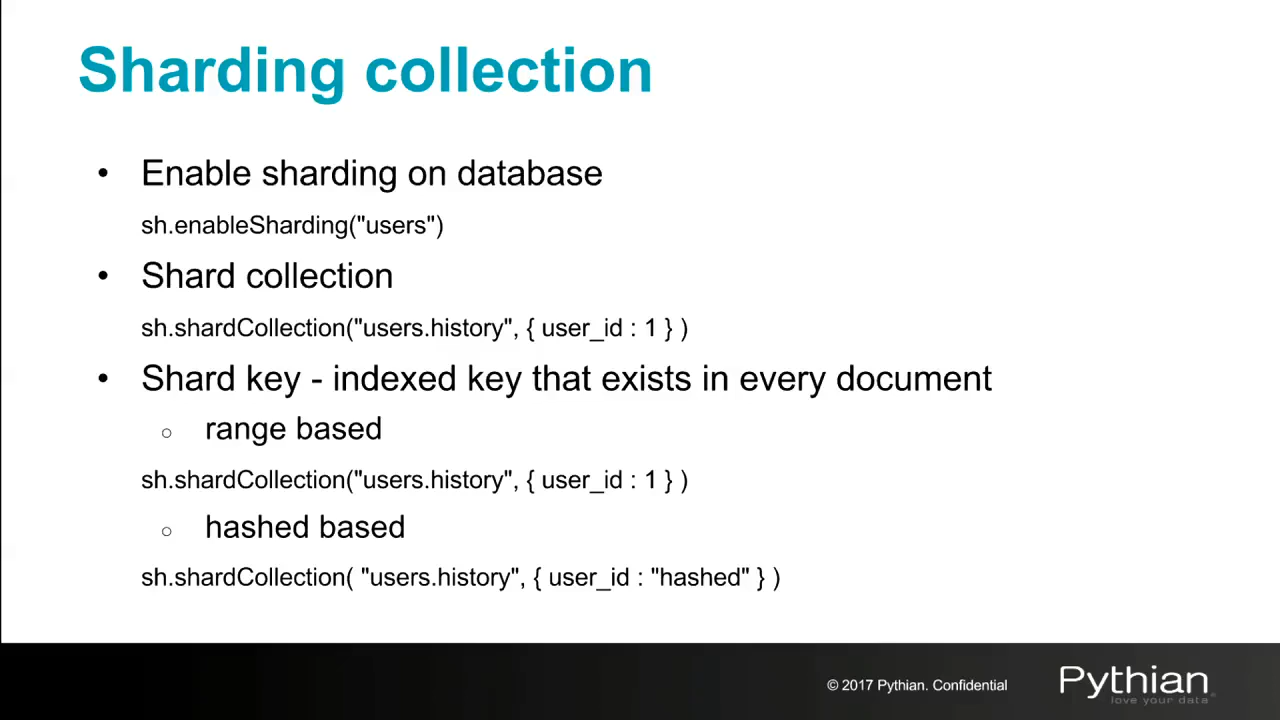 Sharding collection
• Enable sharding on database
sh.enableSharding("users")
• Shard collection
sh.shardCollection("users.history", { user_id : 1 } )
• Shard key - indexed key that exists in every document
○ range based
sh.shardCollection("users.history", { user_id : 1 } )
○ hashed based
sh.shardCollection( "users.history", { user_id : "hashed" } )
© 2017 Pythian. Confidential
Pythian
love your data